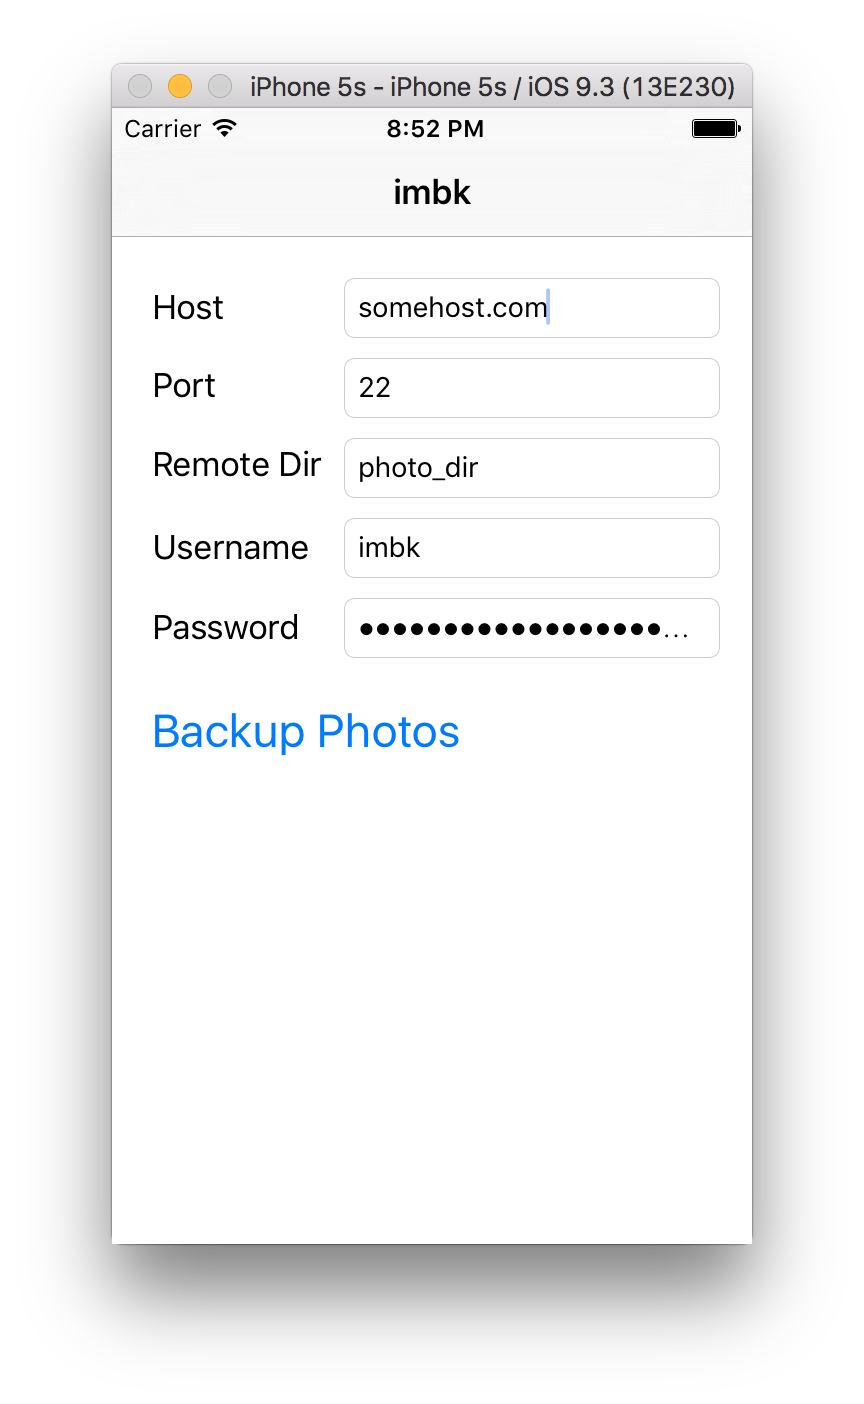 iPhone 5s - iPhone 5s / iOS 9.3 (13E230)
Carrier 8:52 PM
imbk
Host somehost.com
Port 22
Remote Dir photo_dir
Username imbk
Password ●●●●●●●●●●●●●●●●●●...
Backup Photos